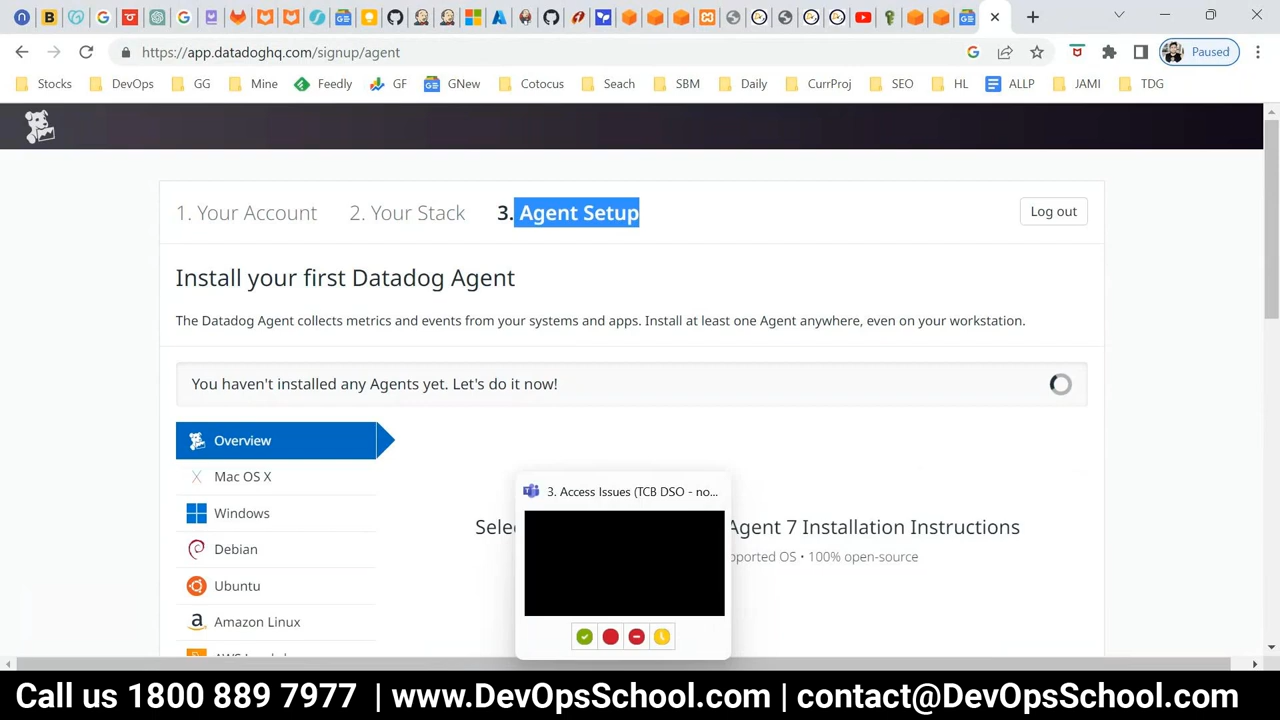 https://app.datadoghq.com/signup/agent
Paused
Stocks DevOps GG Mine Feedly GF GNew Cotocus Seach SBM Daily CurrProj SEO HL ALLP JAMI TDG
1. Your Account 2. Your Stack 3. Agent Setup Log out
Install your first Datadog Agent
The Datadog Agent collects metrics and events from your systems and apps. Install at least one Agent anywhere, even on your workstation.
You haven't installed any Agents yet. Let's do it now!
Overview
Mac OS X
3. Access Issues (TCB DSO - no...
Windows
Agent 7 Installation Instructions
Debian
OS • 100% open-source
Ubuntu
Amazon Linux
Call us 1800 889 7977 | www.DevOpsSchool.com | contact@DevOpsSchool.com